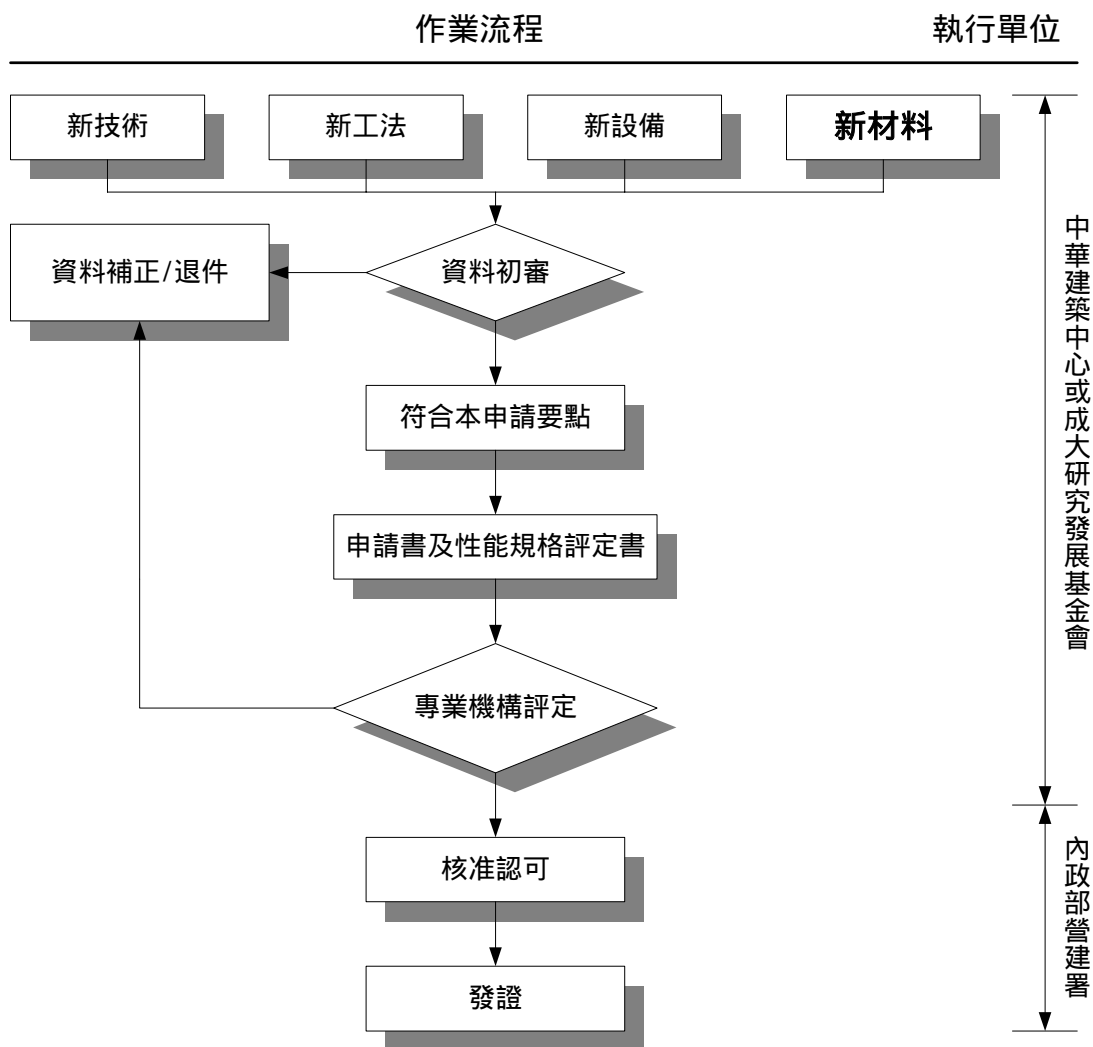 作業流程
執行單位
新技術
新工法
新設備
新材料
資料補正/退件
資料初審
符合本申請要點
申請書及性能規格評定書
專業機構評定
核准認可
發證
中華建築中心或成大研究發展基金會
內政部營建署